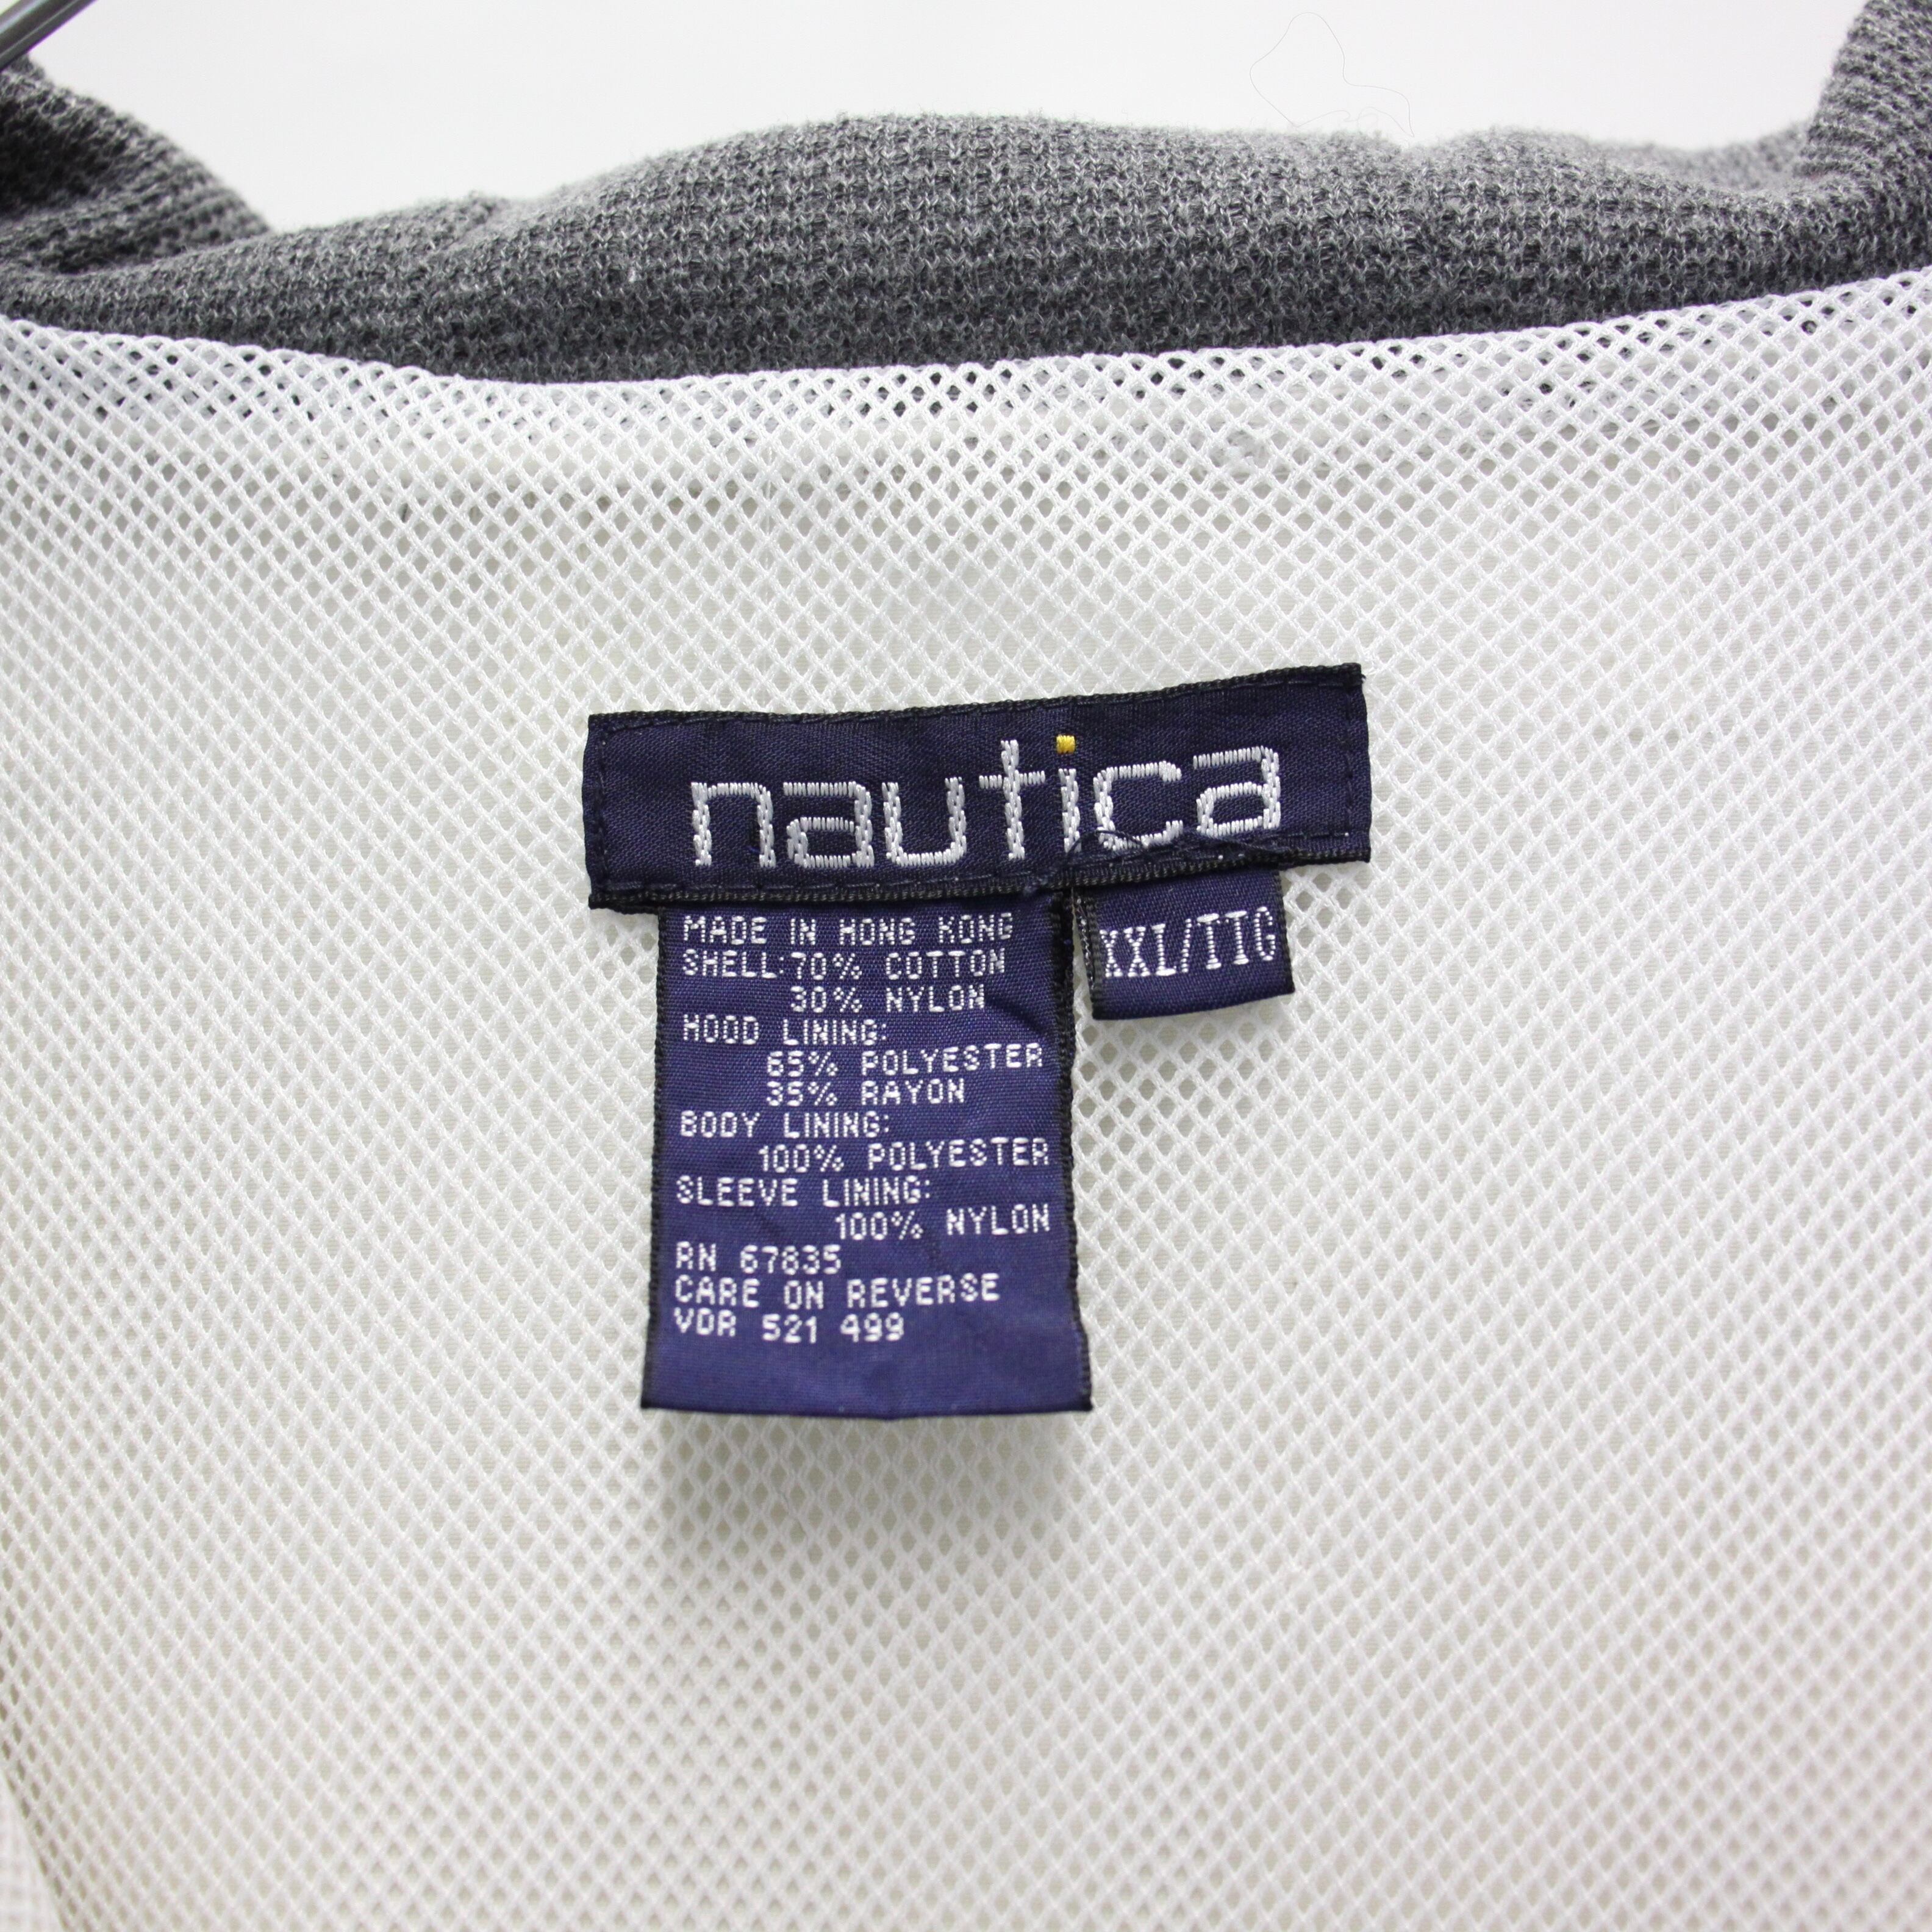 nautica
MADE IN HONG KONG
SHELL:70% COTTON
30% NYLON
HOOD LINING:
65% POLYESTER
35% RAYON
BODY LINING:
100% POLYESTER
SLEEVE LINING:
100% NYLON
RN 67835
CARE ON REVERSE
VDR 521 499
XXL/TTG